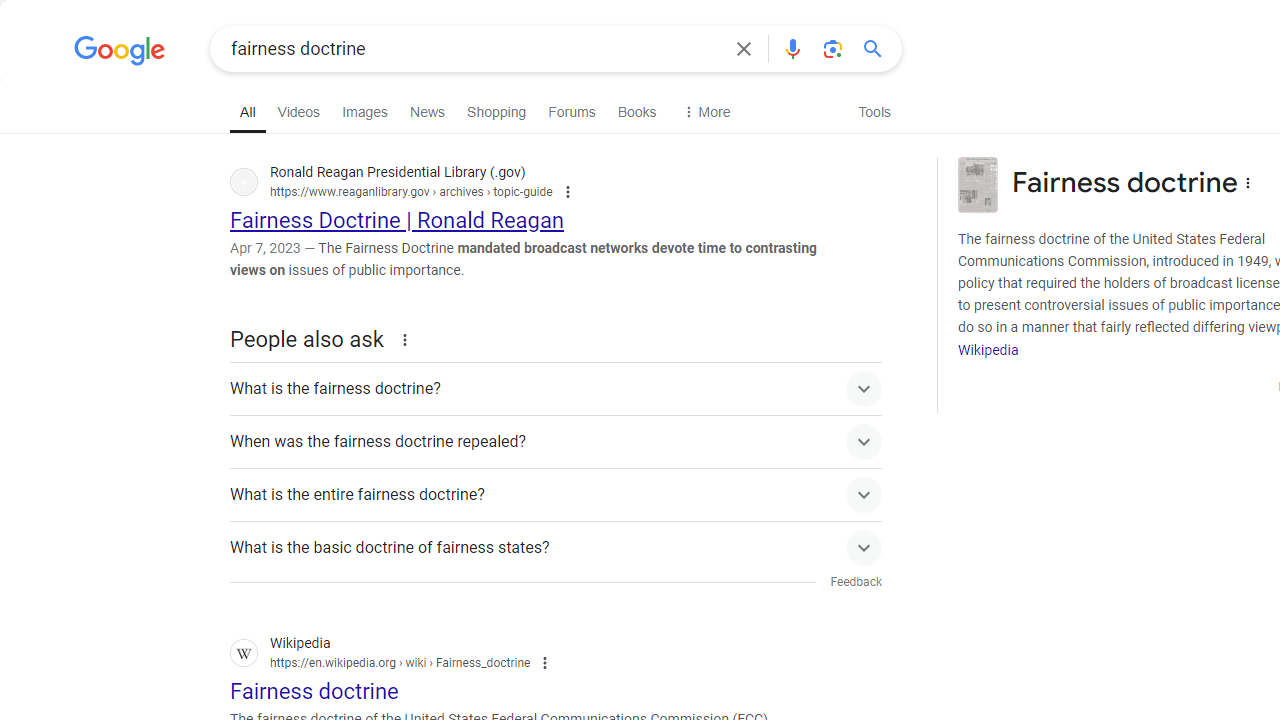 Google
fairness doctrine
All Videos Images News Shopping Forums Books More Tools
Ronald Reagan Presidential Library (.gov)
https://www.reaganlibrary.gov › archives › topic-guide
Fairness Doctrine | Ronald Reagan
Apr 7, 2023 — The Fairness Doctrine mandated broadcast networks devote time to contrasting
views on issues of public importance.
People also ask
What is the fairness doctrine?
When was the fairness doctrine repealed?
What is the entire fairness doctrine?
What is the basic doctrine of fairness states?
Feedback
W
Wikipedia
https://en.wikipedia.org › wiki › Fairness_doctrine
Fairness doctrine
The fairness doctrine of the United States Federal Communications Commission (FCC)
Fairness doctrine
The fairness doctrine of the United States Federal
Communications Commission, introduced in 1949,
policy that required the holders of broadcast license
to present controversial issues of public importance
do so in a manner that fairly reflected differing
Wikipedia